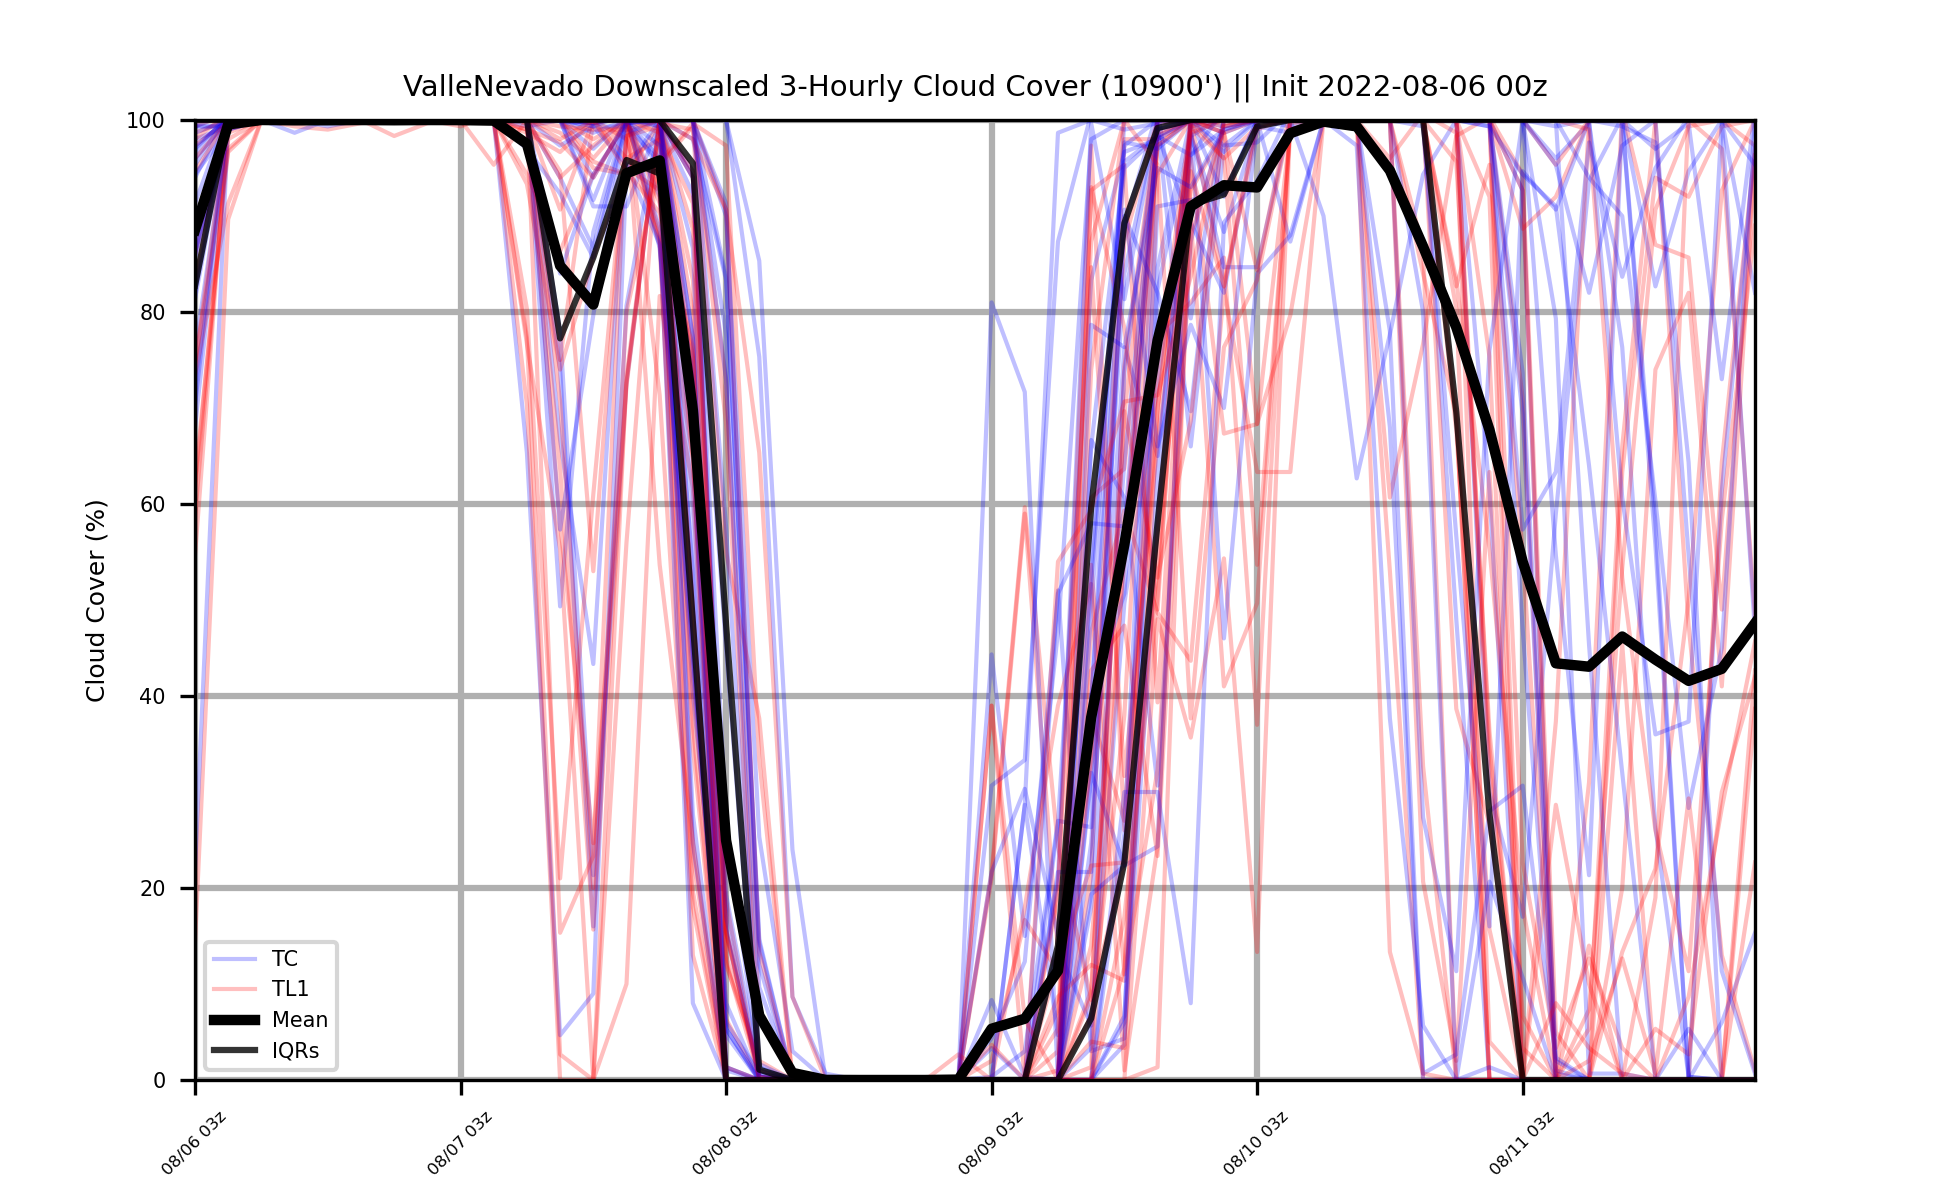 ValleNevado Downscaled 3-Hourly Cloud Cover (10900') || Init 2022-08-06 00z
Cloud Cover (%)
100
80
60
40
20
0
TC
TL1
Mean
IQRs
08/06 03z
08/07 03z
08/08 03z
08/09 03z
08/10 03z
08/11 03z